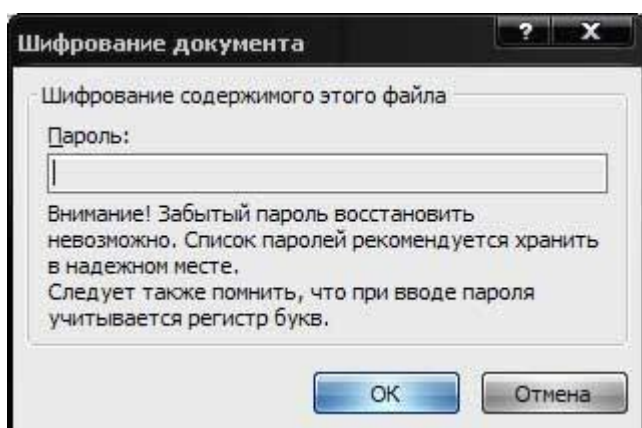 Шифрование документа
? X
Шифрование содержимого этого файла
Пароль:
Внимание! Забытый пароль восстановить
невозможно. Список паролей рекомендуется хранить
в надежном месте.
Следует также помнить, что при вводе пароля
учитывается регистр букв.
ОК Отмена